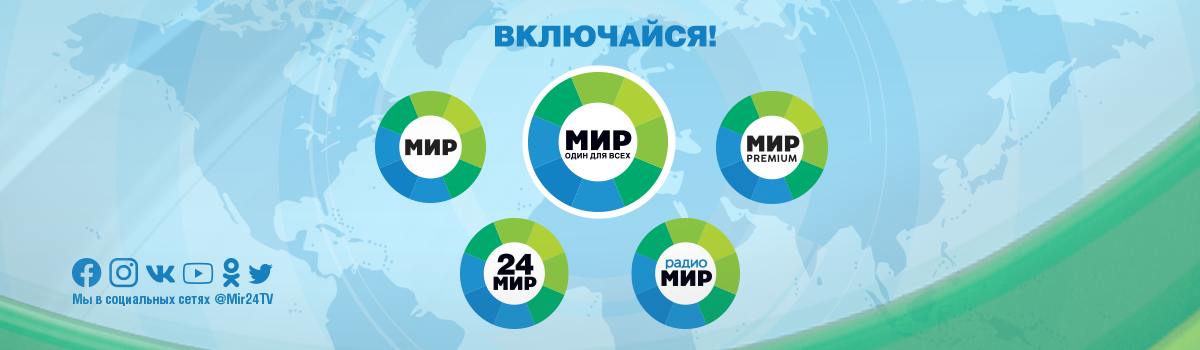 ВКЛЮЧАЙСЯ!
МИР
МИР
ОДИН ДЛЯ ВСЕХ
МИР
PREMIUM
24
МИР
радио
МИР
Мы в социальных сетях @Mir24TV